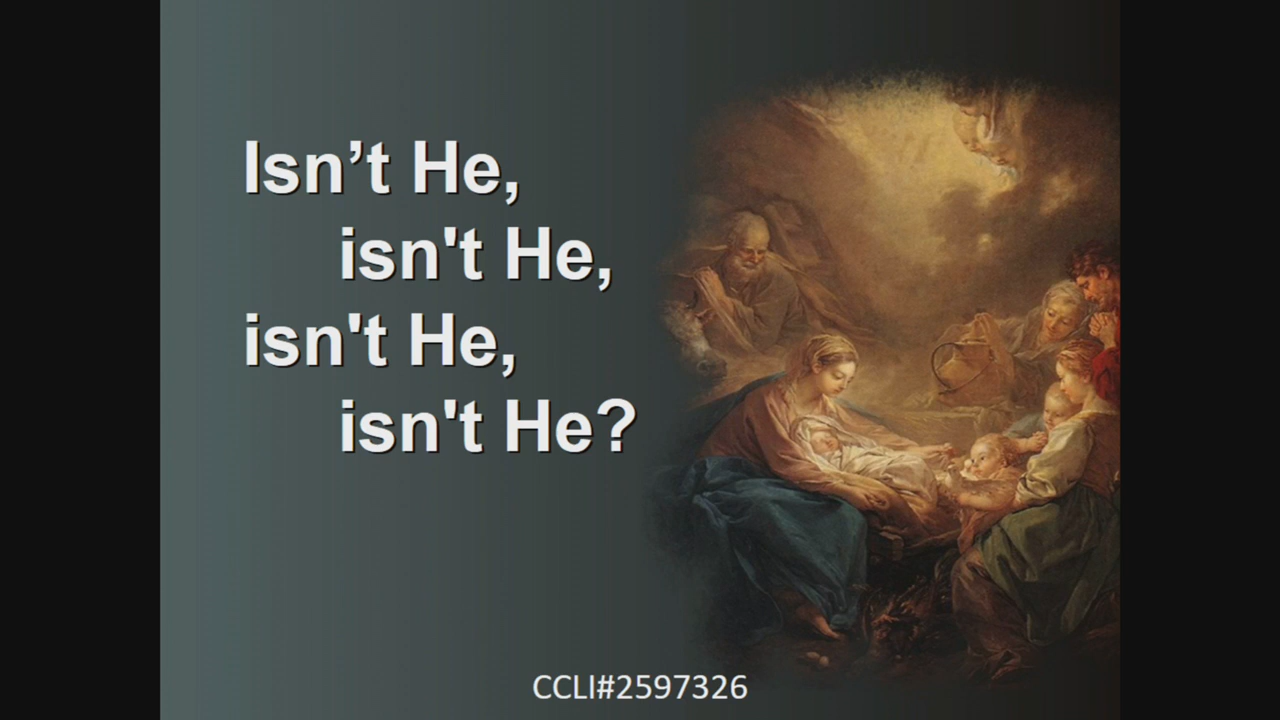 Isn’t He,
isn't He,
isn't He,
isn't He?
CCLI#2597326